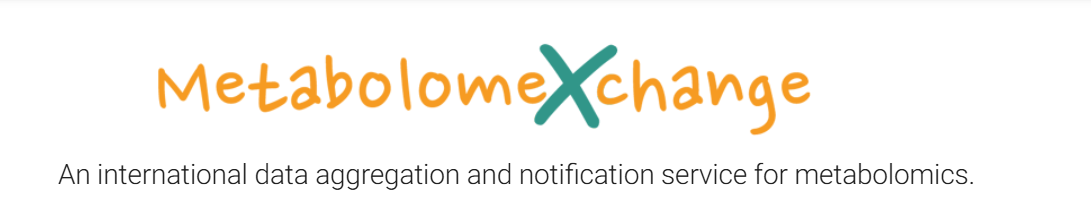 MetabolomeXchange
An international data aggregation and notification service for metabolomics.